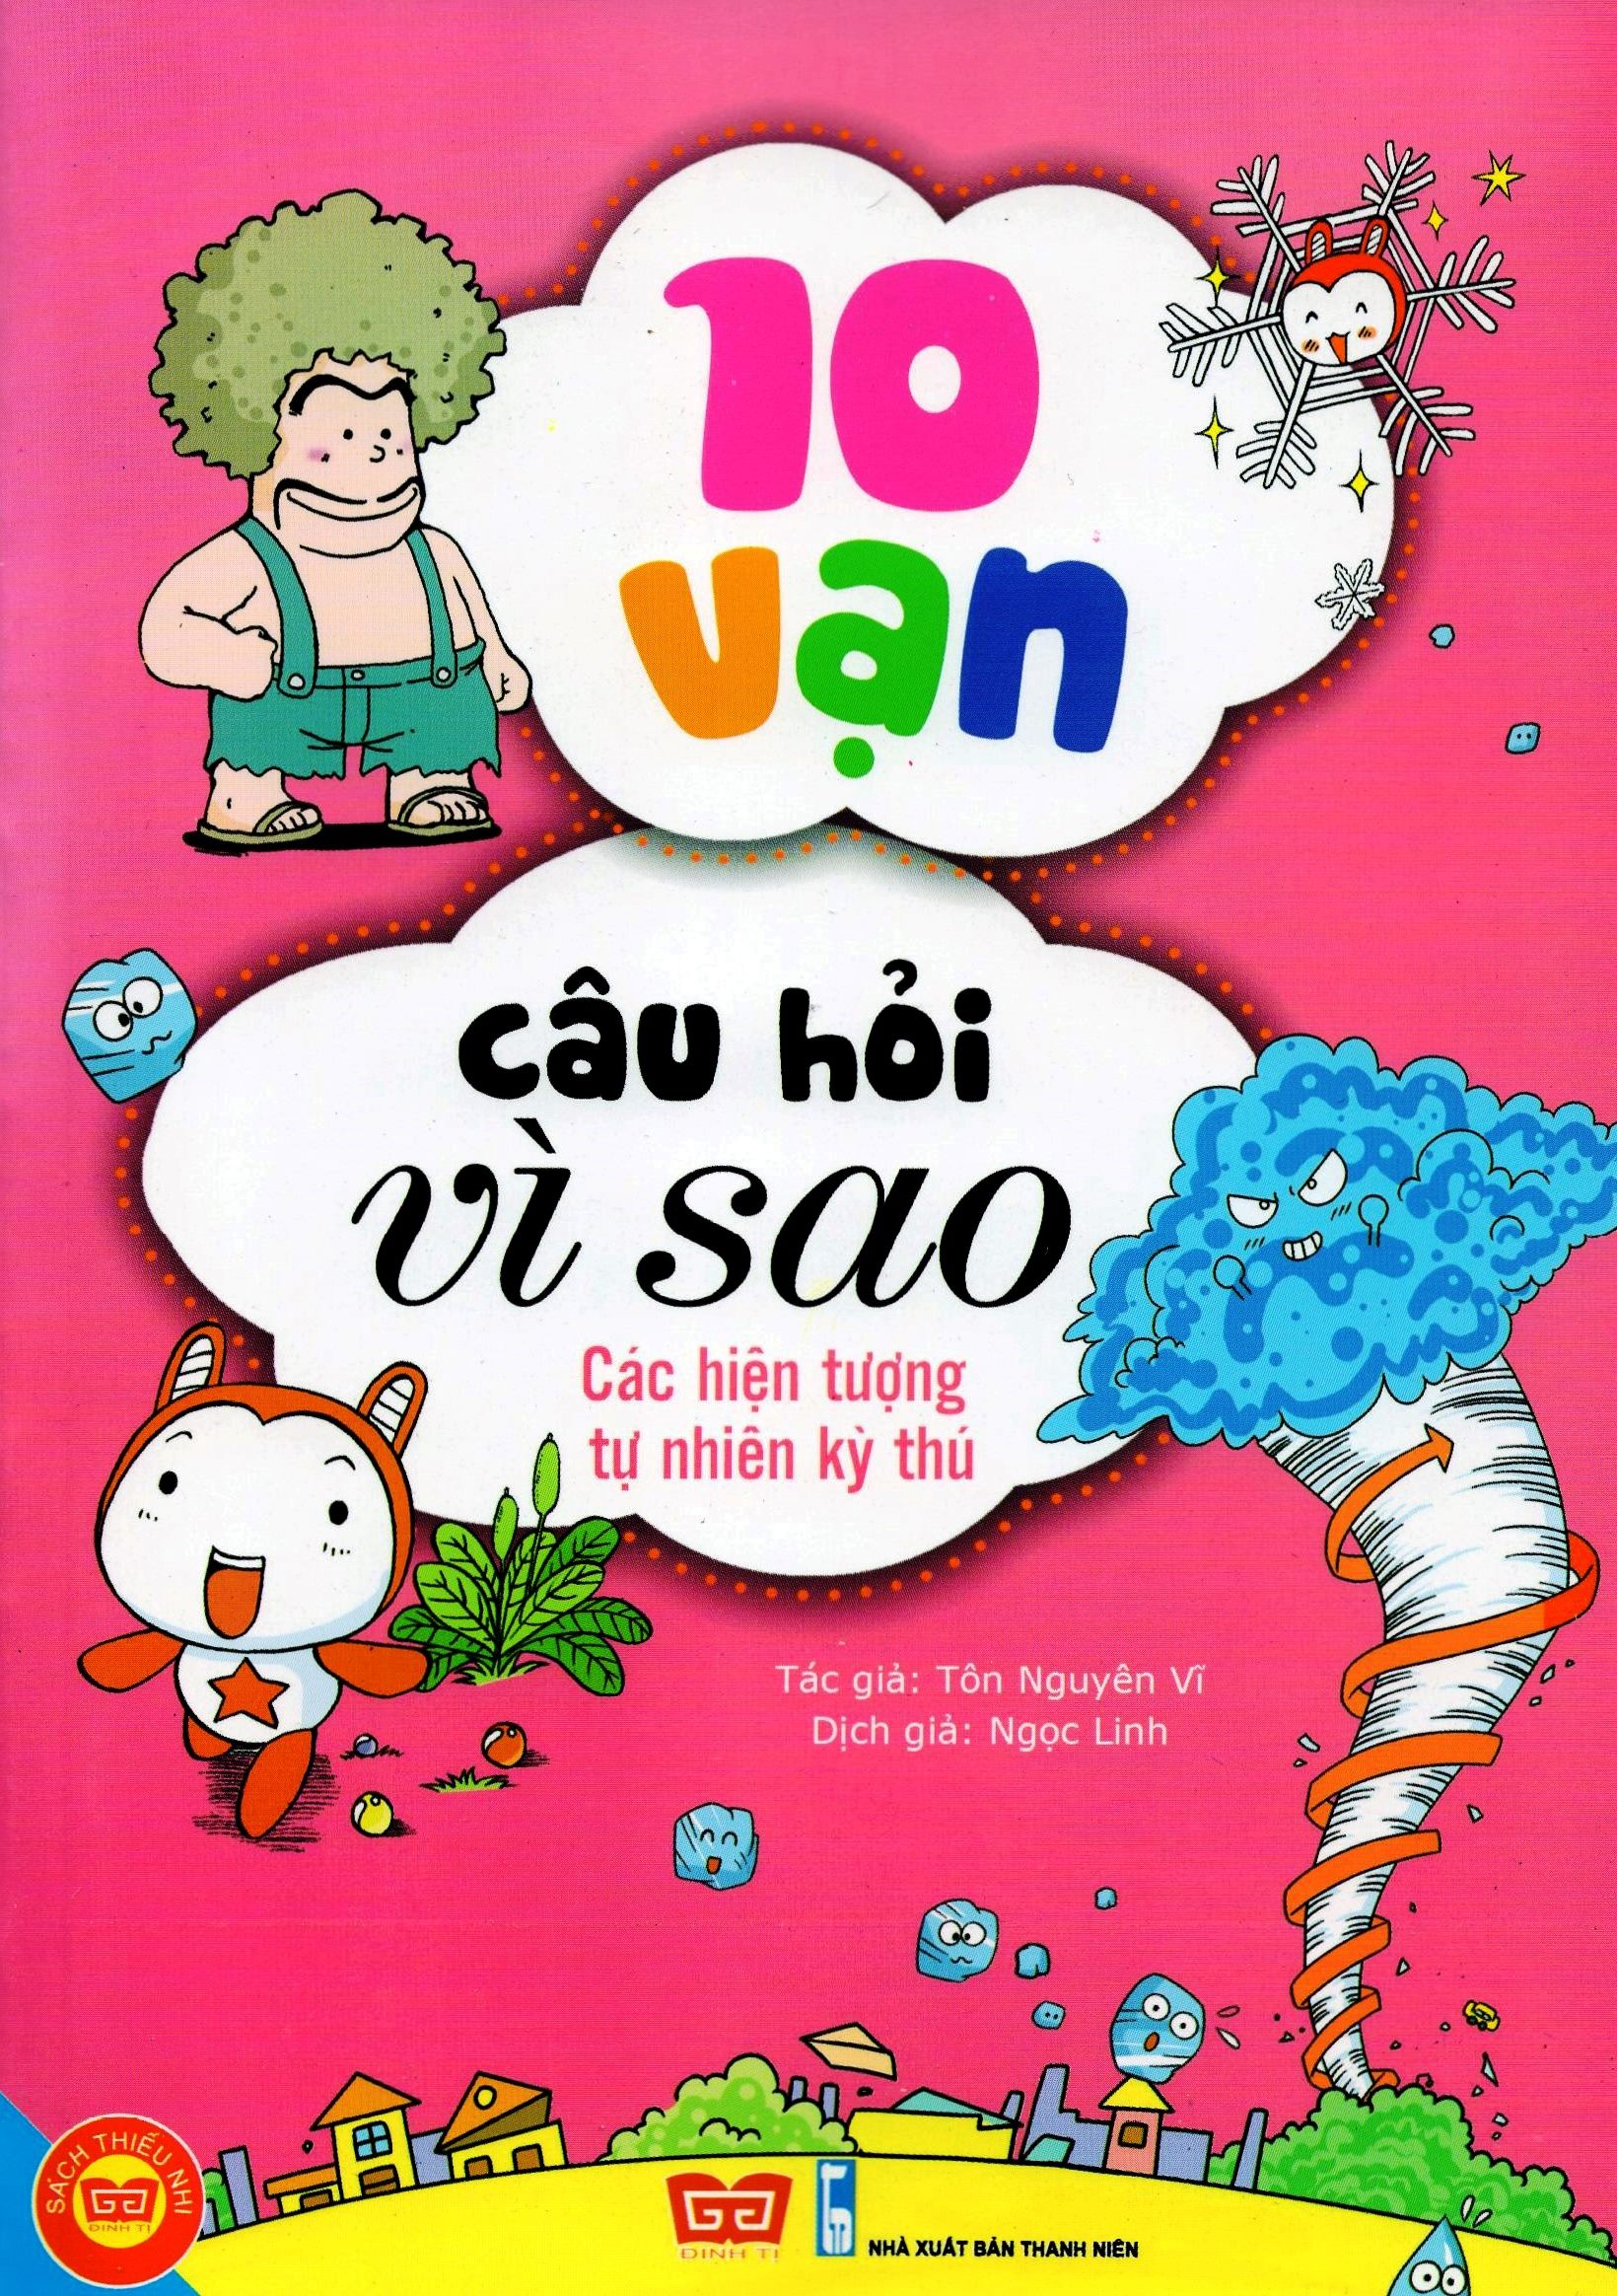 10
vạn
câu hỏi
vì sao
Các hiện tượng
tự nhiên kỳ thú
Tác giả: Tôn Nguyên Vĩ
Dịch giả: Ngọc Linh
SÁCH THIẾU NHI
ĐINH TỊ
ĐINH TỊ
NHÀ XUẤT BẢN THANH NIÊN